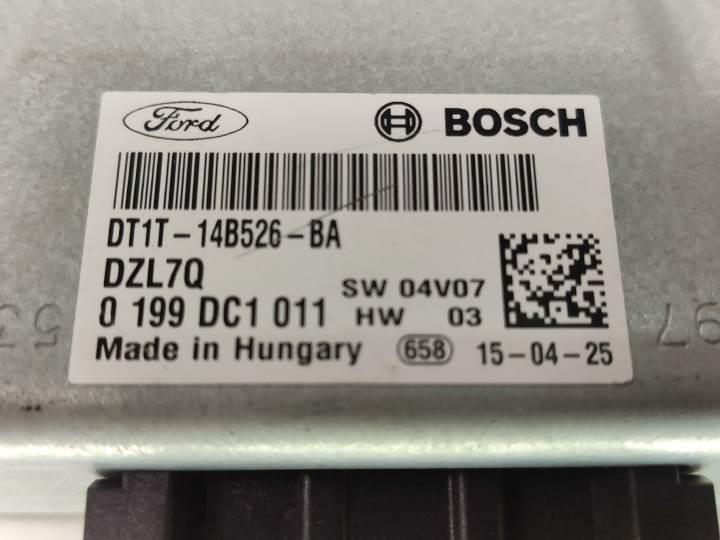 Ford BOSCH
DT1T-14B526-BA
DZL7Q
SW 04V07
0 199 DC1 011 HW 03
Made in Hungary 658 15-04-25
97